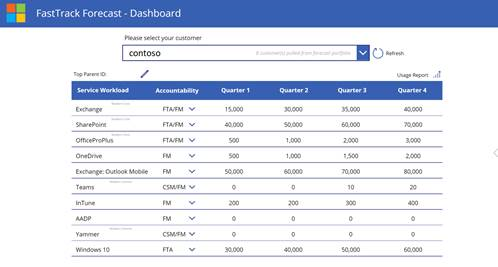 FastTrack Forecast - Dashboard
Please select your customer
contoso 8 customer(s) pulled from forecast portfolio Refresh
Top Parent ID: Usage Report
Service Workload Accountability Quarter 1 Quarter 2 Quarter 3 Quarter 4
Exchange FTA/FM 15,000 30,000 35,000 40,000
SharePoint FTA/FM 40,000 50,000 60,000 70,000
OfficeProPlus FTA/FM 500 1,000 2,000 3,000
OneDrive FM 500 1,000 1,500 2,000
Exchange: Outlook Mobile FM 50,000 60,000 70,000 80,000
Teams CSM/FM 0 0 10 20
InTune FM 200 200 300 400
AADP FM 0 0 0 0
Yammer CSM/FM 0 0 0 0
Windows 10 FTA 30,000 40,000 50,000 60,000